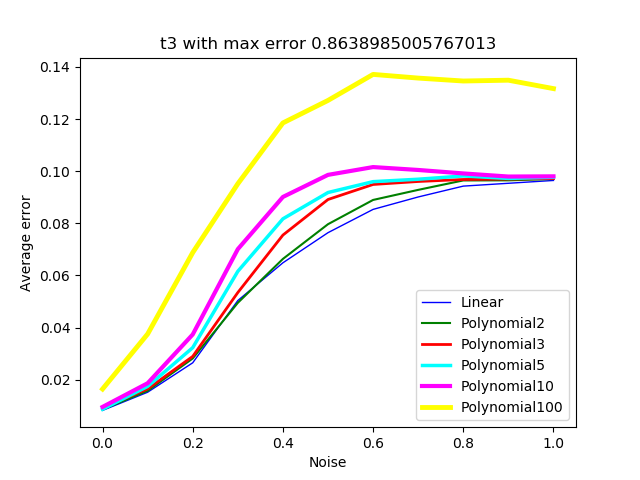 t3 with max error 0.8638985005767013
0.14
0.12
0.10
0.08
0.06
0.04
0.02
Average error
0.0
0.2
0.4
0.6
0.8
1.0
Noise
Linear
Polynomial2
Polynomial3
Polynomial5
Polynomial10
Polynomial100